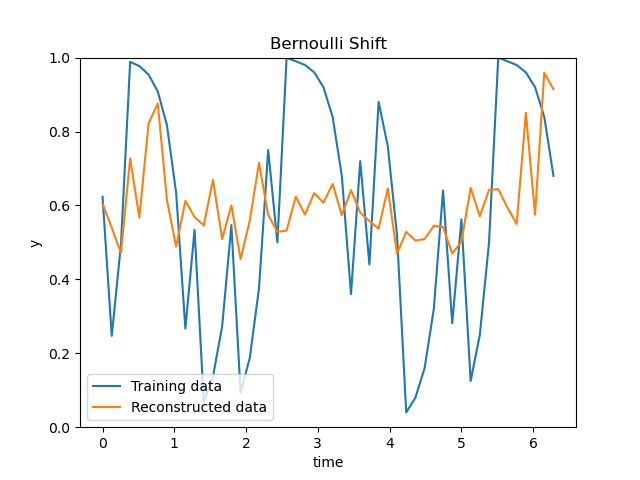 Bernoulli Shift
1.0
0.8
0.6
0.4
0.2
0.0
y
Training data
Reconstructed data
0 1 2 3 4 5 6
time